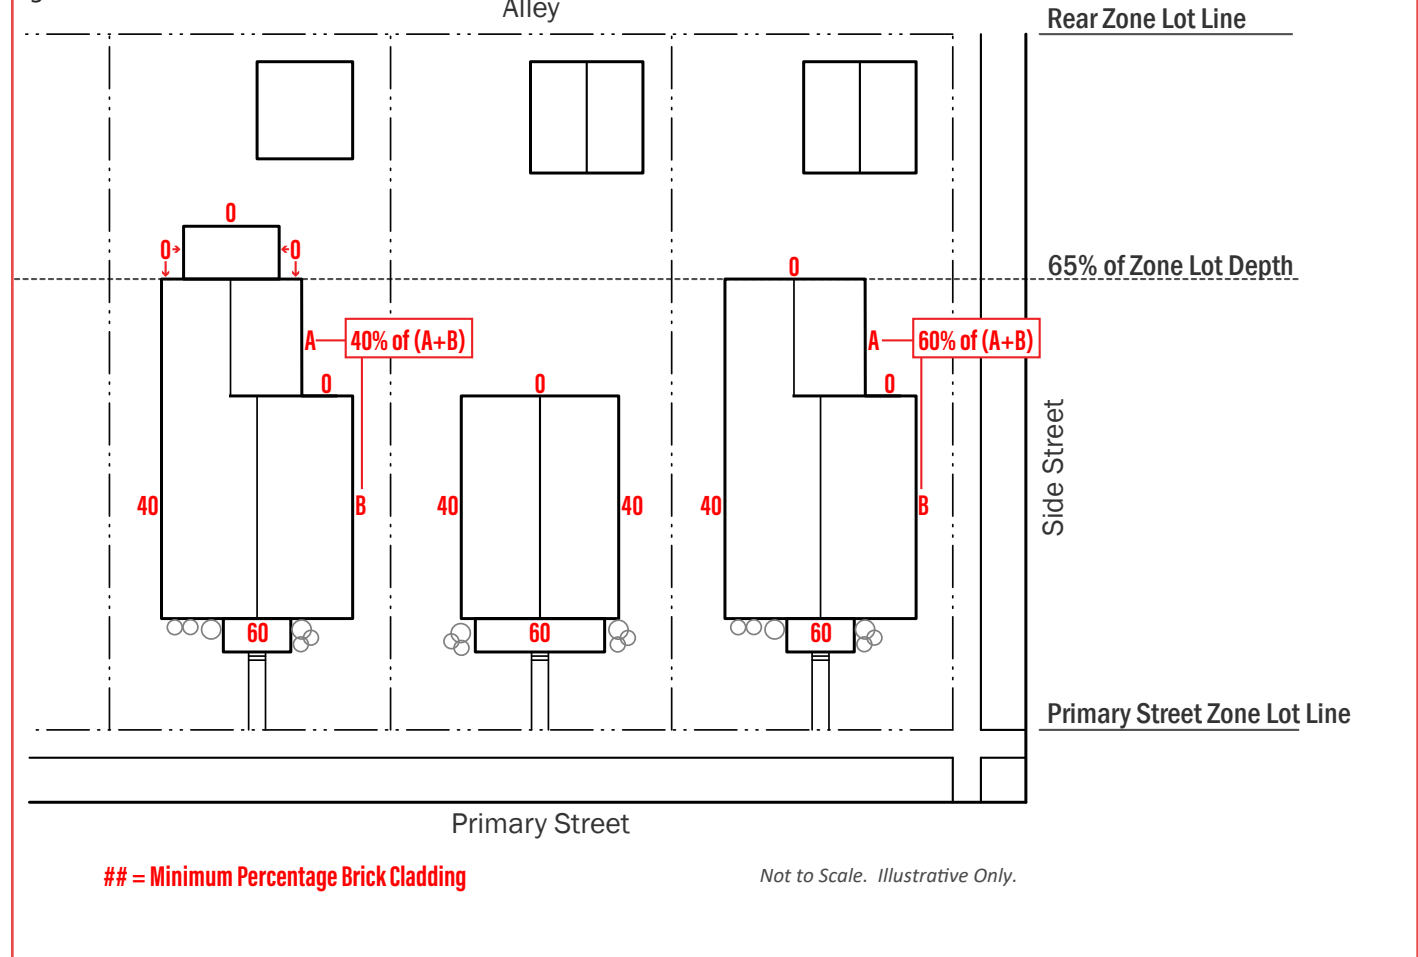 Alley
Rear Zone Lot Line
0
0
0
65% of Zone Lot Depth
0
A
40% of (A+B)
A
60% of (A+B)
0
0
0
Side Street
40
B
40
40
40
B
60
60
60
Primary Street Zone Lot Line
Primary Street
## = Minimum Percentage Brick Cladding
Not to Scale. Illustrative Only.